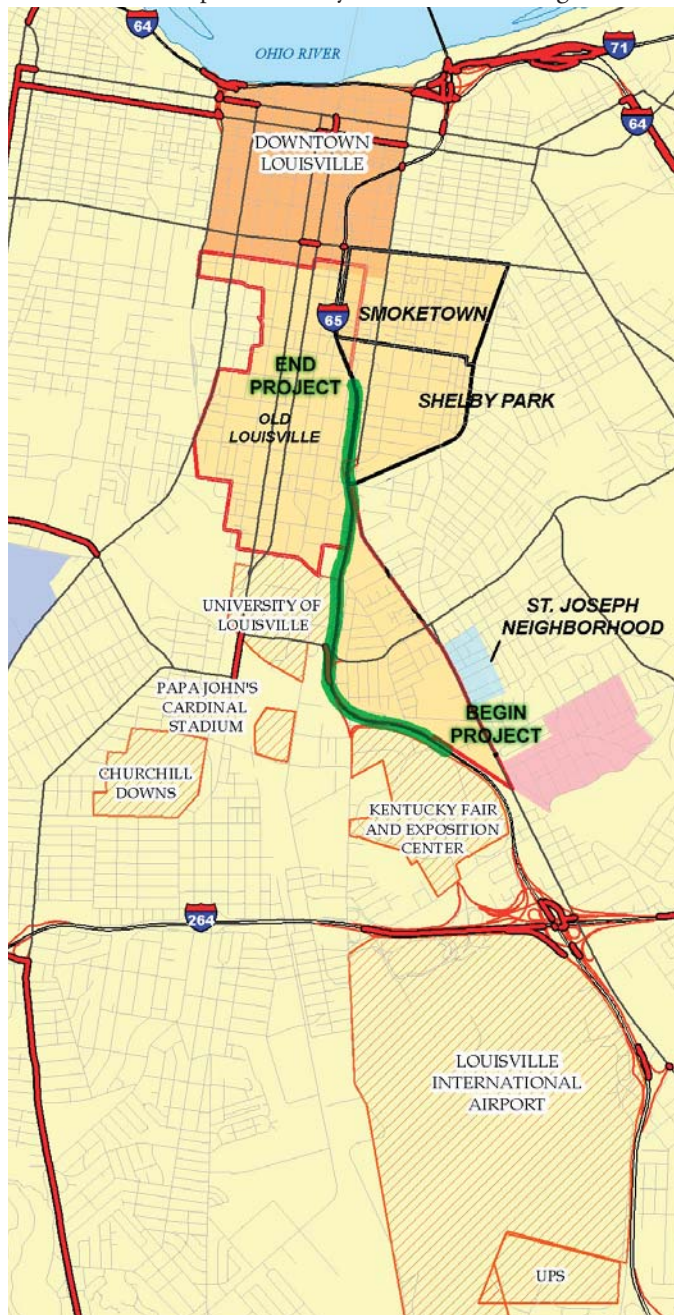 64
OHIO RIVER
71
64
DOWNTOWN
LOUISVILLE
65
SMOKETOWN
END
PROJECT
SHELBY PARK
OLD
LOUISVILLE
UNIVERSITY OF
LOUISVILLE
ST. JOSEPH
NEIGHBORHOOD
PAPA JOHN'S
CARDINAL
STADIUM
BEGIN
PROJECT
CHURCHILL
DOWNS
KENTUCKY FAIR
AND EXPOSITION
CENTER
264
LOUISVILLE
INTERNATIONAL
AIRPORT
UPS